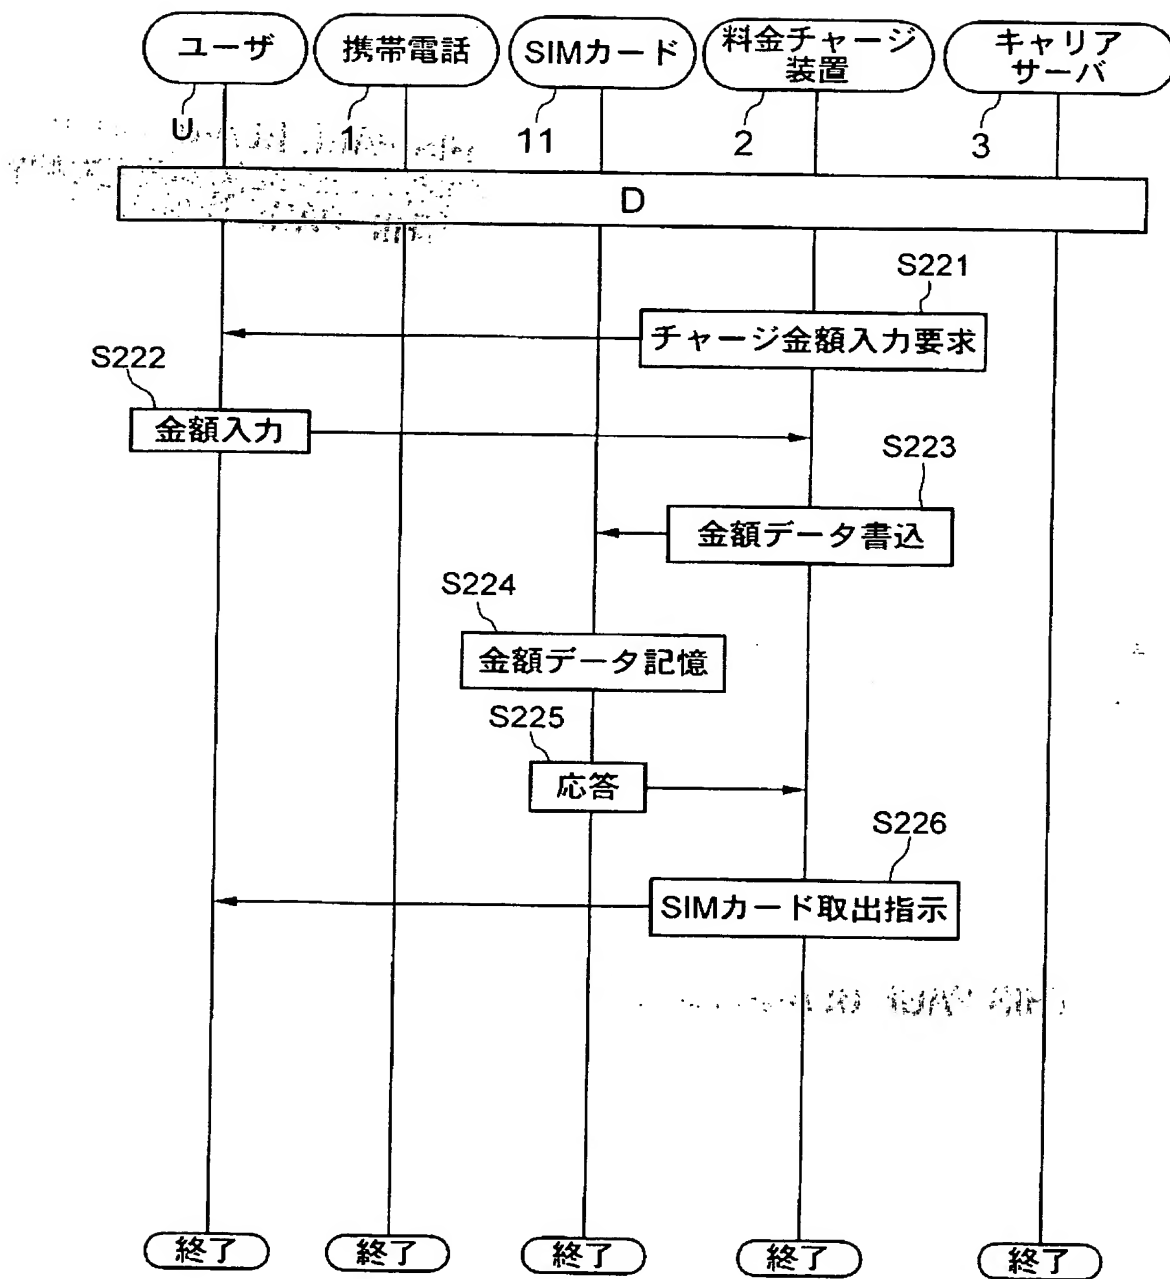 ユーザ
携帯電話
SIMカード
料金チャージ
装置
キャリア
サーバ
U
1
11
2
3
D
S221
チャージ金額入力要求
S222
金額入力
S223
金額データ書込
S224
金額データ記憶
S225
応答
S226
SIMカード取出指示
終了
終了
終了
終了
終了